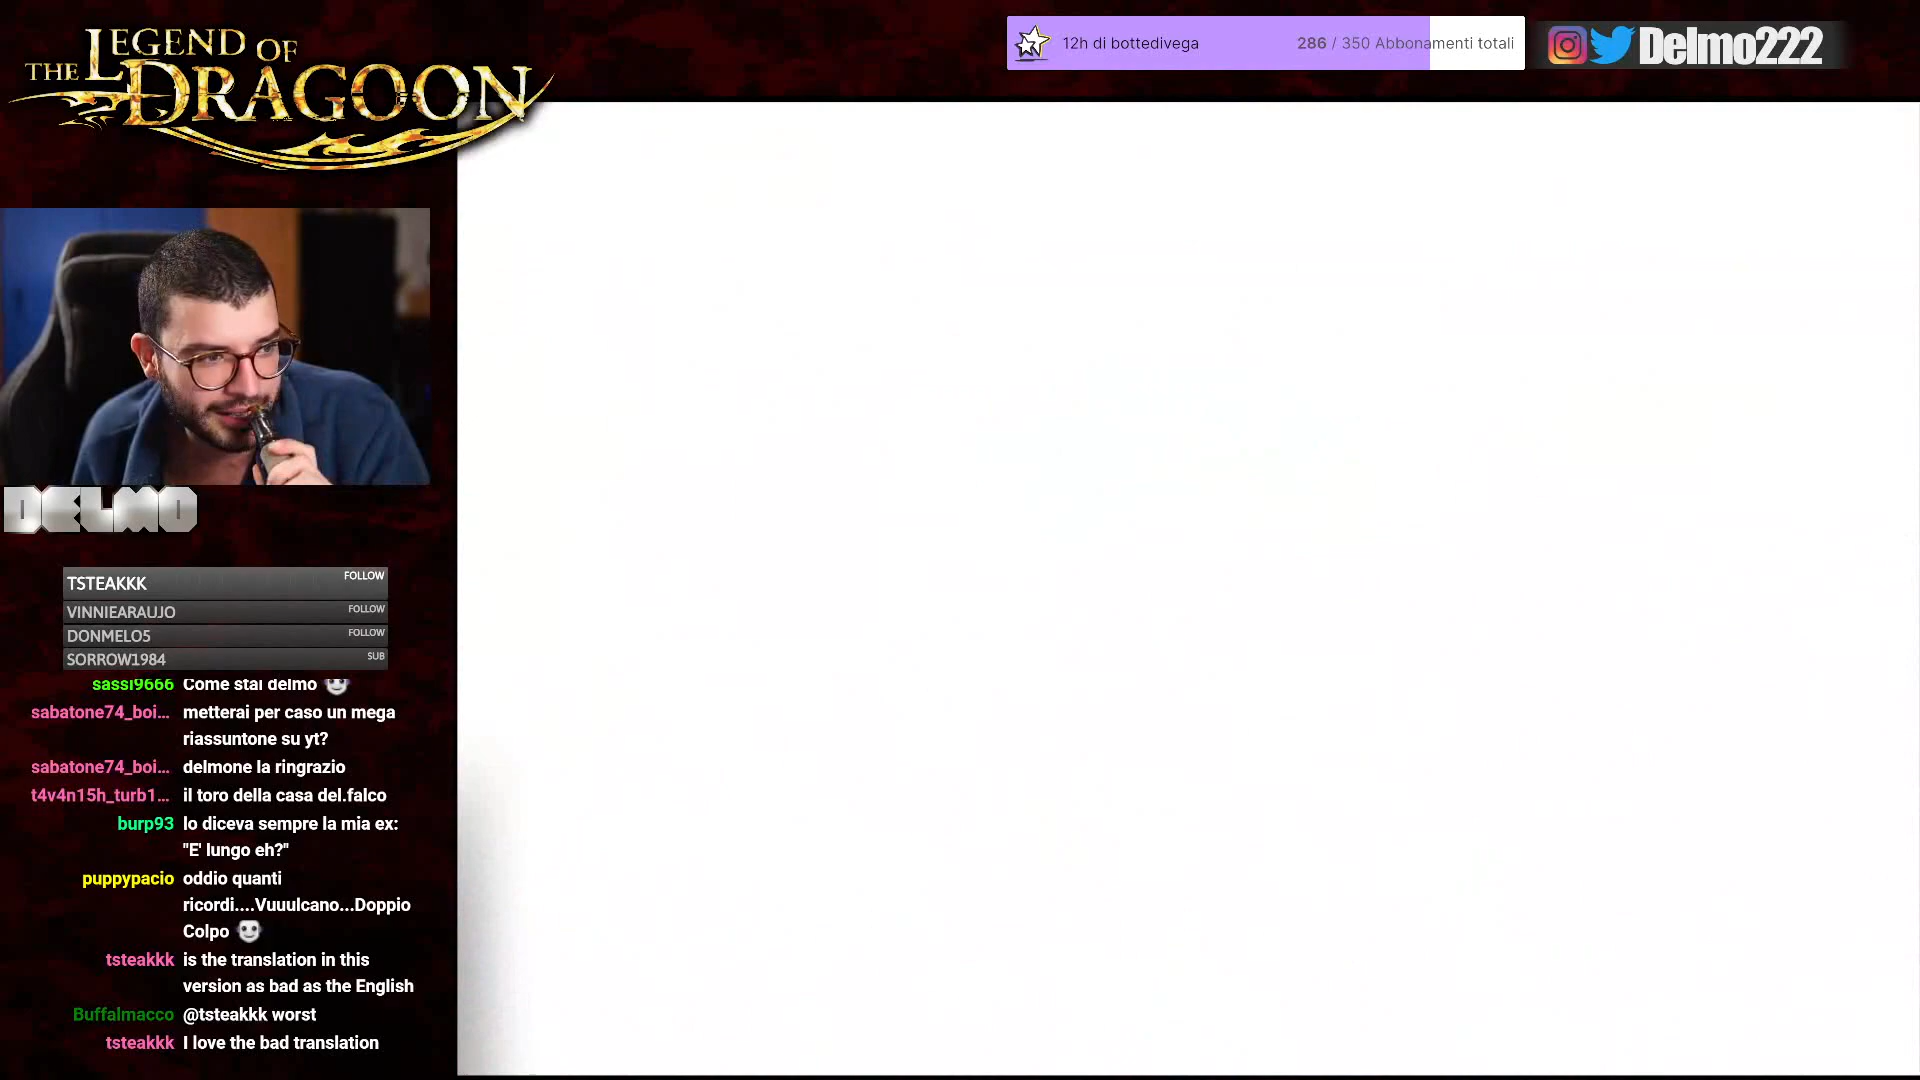 THE LEGEND OF
DRAGOON
12h di bottedivega
286 / 350 Abbonamenti totali
Delmo222
DELMO
TSTEAKKK FOLLOW
VINNIEARAUJO FOLLOW
DONMELO5 FOLLOW
SORROW1984 SUB
sassi9666 Come stai delmo
sabatone74_boi... metterai per caso un mega
riassuntone su yt?
sabatone74_boi... delmone la ringrazio
t4v4n15h_turb1... il toro della casa del.falco
burp93 lo diceva sempre la mia ex:
"E' lungo eh?"
puppypacio oddio quanti
ricordi....Vuuulcano...Doppio
Colpo
tsteakkk is the translation in this
version as bad as the English
Buffalmacco @tsteakkk worst
tsteakkk I love the bad translation